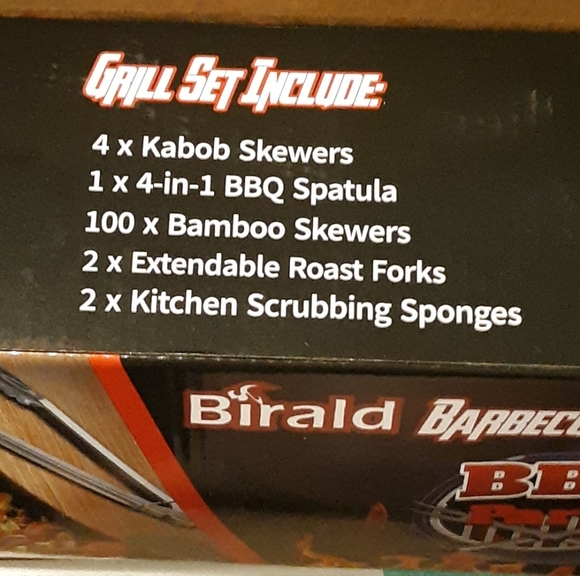 GRILL SET INCLUDE:
4 x Kabob Skewers
1 x 4-in-1 BBQ Spatula
100 x Bamboo Skewers
2 x Extendable Roast Forks
2 x Kitchen Scrubbing Sponges
Birald